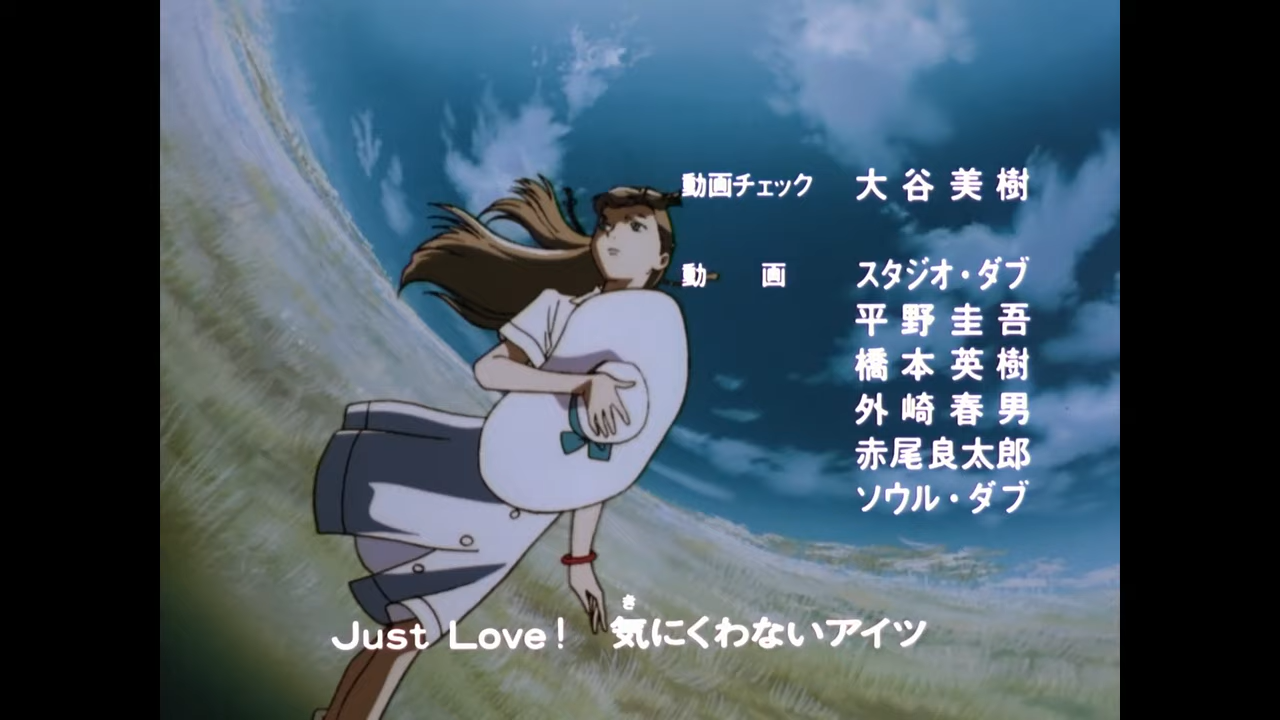 動画チェック 大谷美樹
動画 スタジオ・ダブ
平野圭吾
橋本英樹
外崎春男
赤尾良太郎
ソウル・ダブ
き
Just Love! 気にくわないアイツ